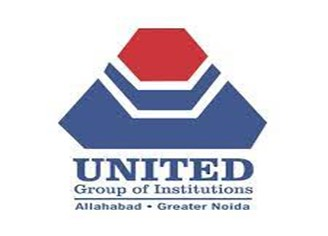 UNITED
Group of Institutions
Allahabad • Greater Noida